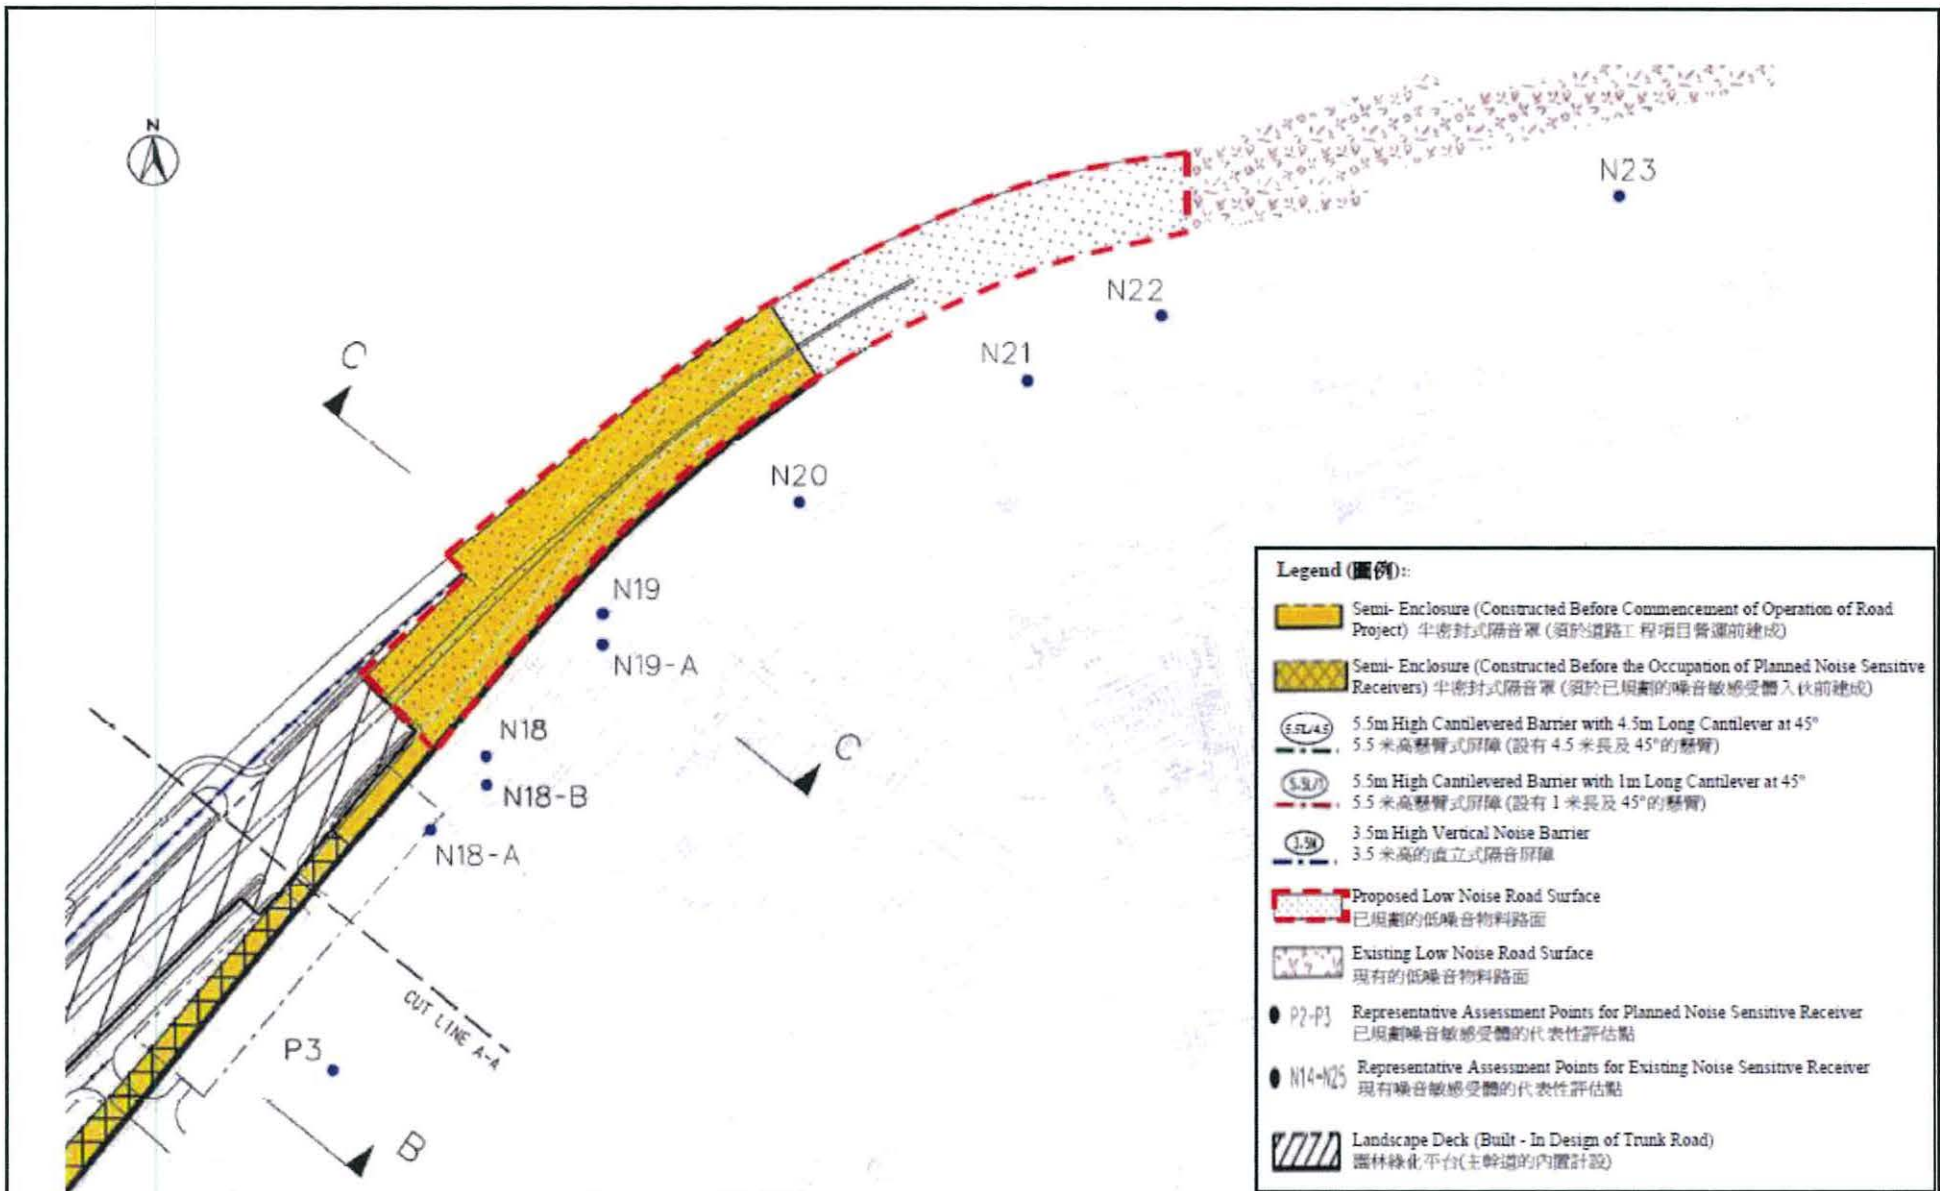 N
N23
N22
N21
C
N20
N19
N19-A
N18
C
N18-B
N18-A
CUT LINE A-A
P3
B
Legend (圖例):
Semi- Enclosure (Constructed Before Commencement of Operation of Road
Project) 半密封式隔音罩 (須於道路工程項目營運前建成)
Semi- Enclosure (Constructed Before the Occupation of Planned Noise Sensitive
Receivers) 半密封式隔音罩 (須於已規劃的噪音敏感受體入伙前建成)
5.5L/4.5
5.5m High Cantilevered Barrier with 4.5m Long Cantilever at 45°
5.5 米高懸臂式屏障 (設有 4.5 米長及 45°的懸臂)
5.5L/1
5.5m High Cantilevered Barrier with 1m Long Cantilever at 45°
5.5 米高懸臂式屏障 (設有 1 米長及 45°的懸臂)
3.5m High Vertical Noise Barrier
3.5 米高的直立式隔音屏障
Proposed Low Noise Road Surface
已規劃的低噪音物料路面
Existing Low Noise Road Surface
現有的低噪音物料路面
P2-P3 Representative Assessment Points for Planned Noise Sensitive Receiver
已規劃噪音敏感受體的代表性評估點
N14-N25 Representative Assessment Points for Existing Noise Sensitive Receiver
現有噪音敏感受體的代表性評估點
Landscape Deck (Built - In Design of Trunk Road)
園林綠化平台(主幹道的內置計設)